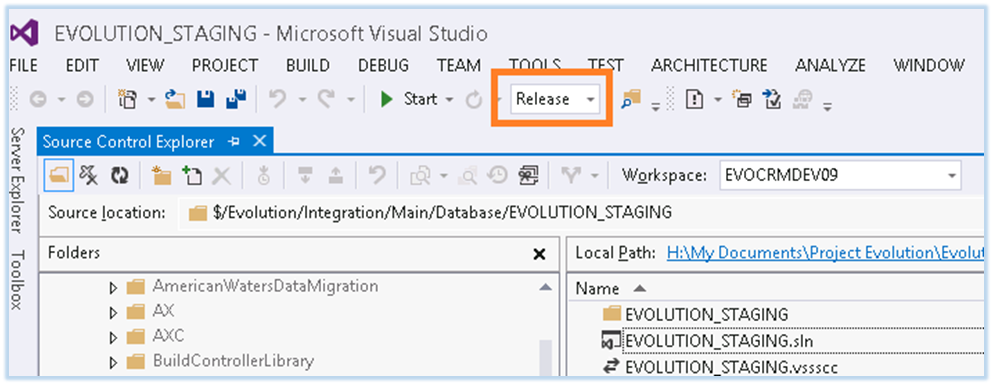 EVOLUTION_STAGING - Microsoft Visual Studio
FILE EDIT VIEW PROJECT BUILD DEBUG TEAM TOOLS TEST ARCHITECTURE ANALYZE WINDOW
Start Release
Server Explorer
Toolbox
Source Control Explorer
Workspace: EVOCRMDEV09
Source location: $/Evolution/Integration/Main/Database/EVOLUTION_STAGING
Folders
Local Path: H:\My Documents\Project Evolution\Evolut
AmericanWatersDataMigration
AX
AXC
BuildControllerLibrary
Name
EVOLUTION_STAGING
EVOLUTION_STAGING.sln
EVOLUTION_STAGING.vssscc